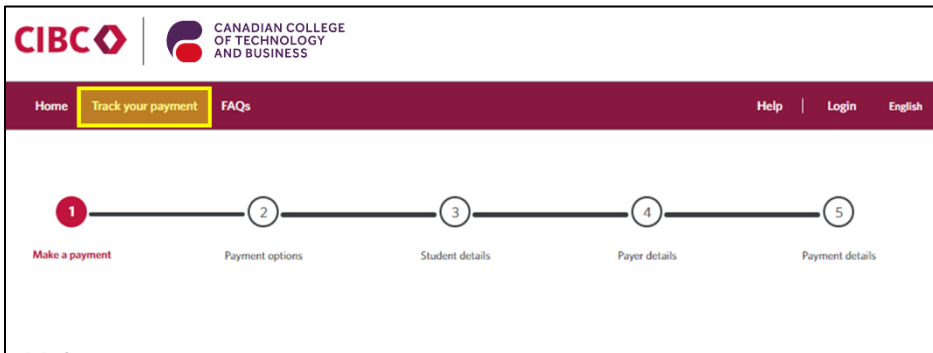 CIBC
CANADIAN COLLEGE
OF TECHNOLOGY
AND BUSINESS
Home Track your payment FAQs Help | Login English
1 2 3 4 5
Make a payment Payment options Student details Payer details Payment details